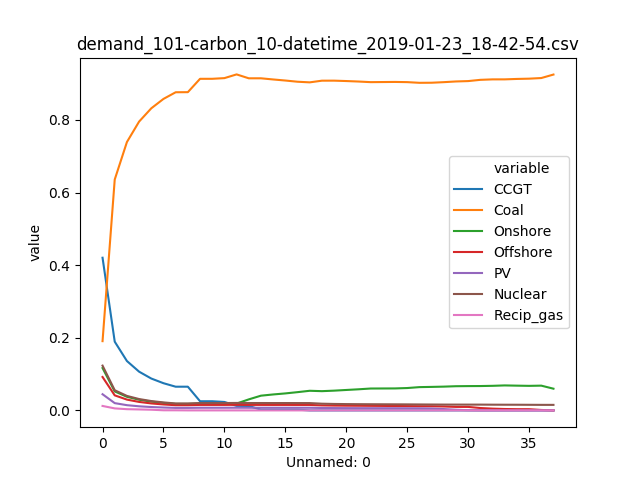 demand_101-carbon_10-datetime_2019-01-23_18-42-54.csv
0.8
0.6
0.4
0.2
0.0
value
variable
CCGT
Coal
Onshore
Offshore
PV
Nuclear
Recip_gas
0 5 10 15 20 25 30 35
Unnamed: 0